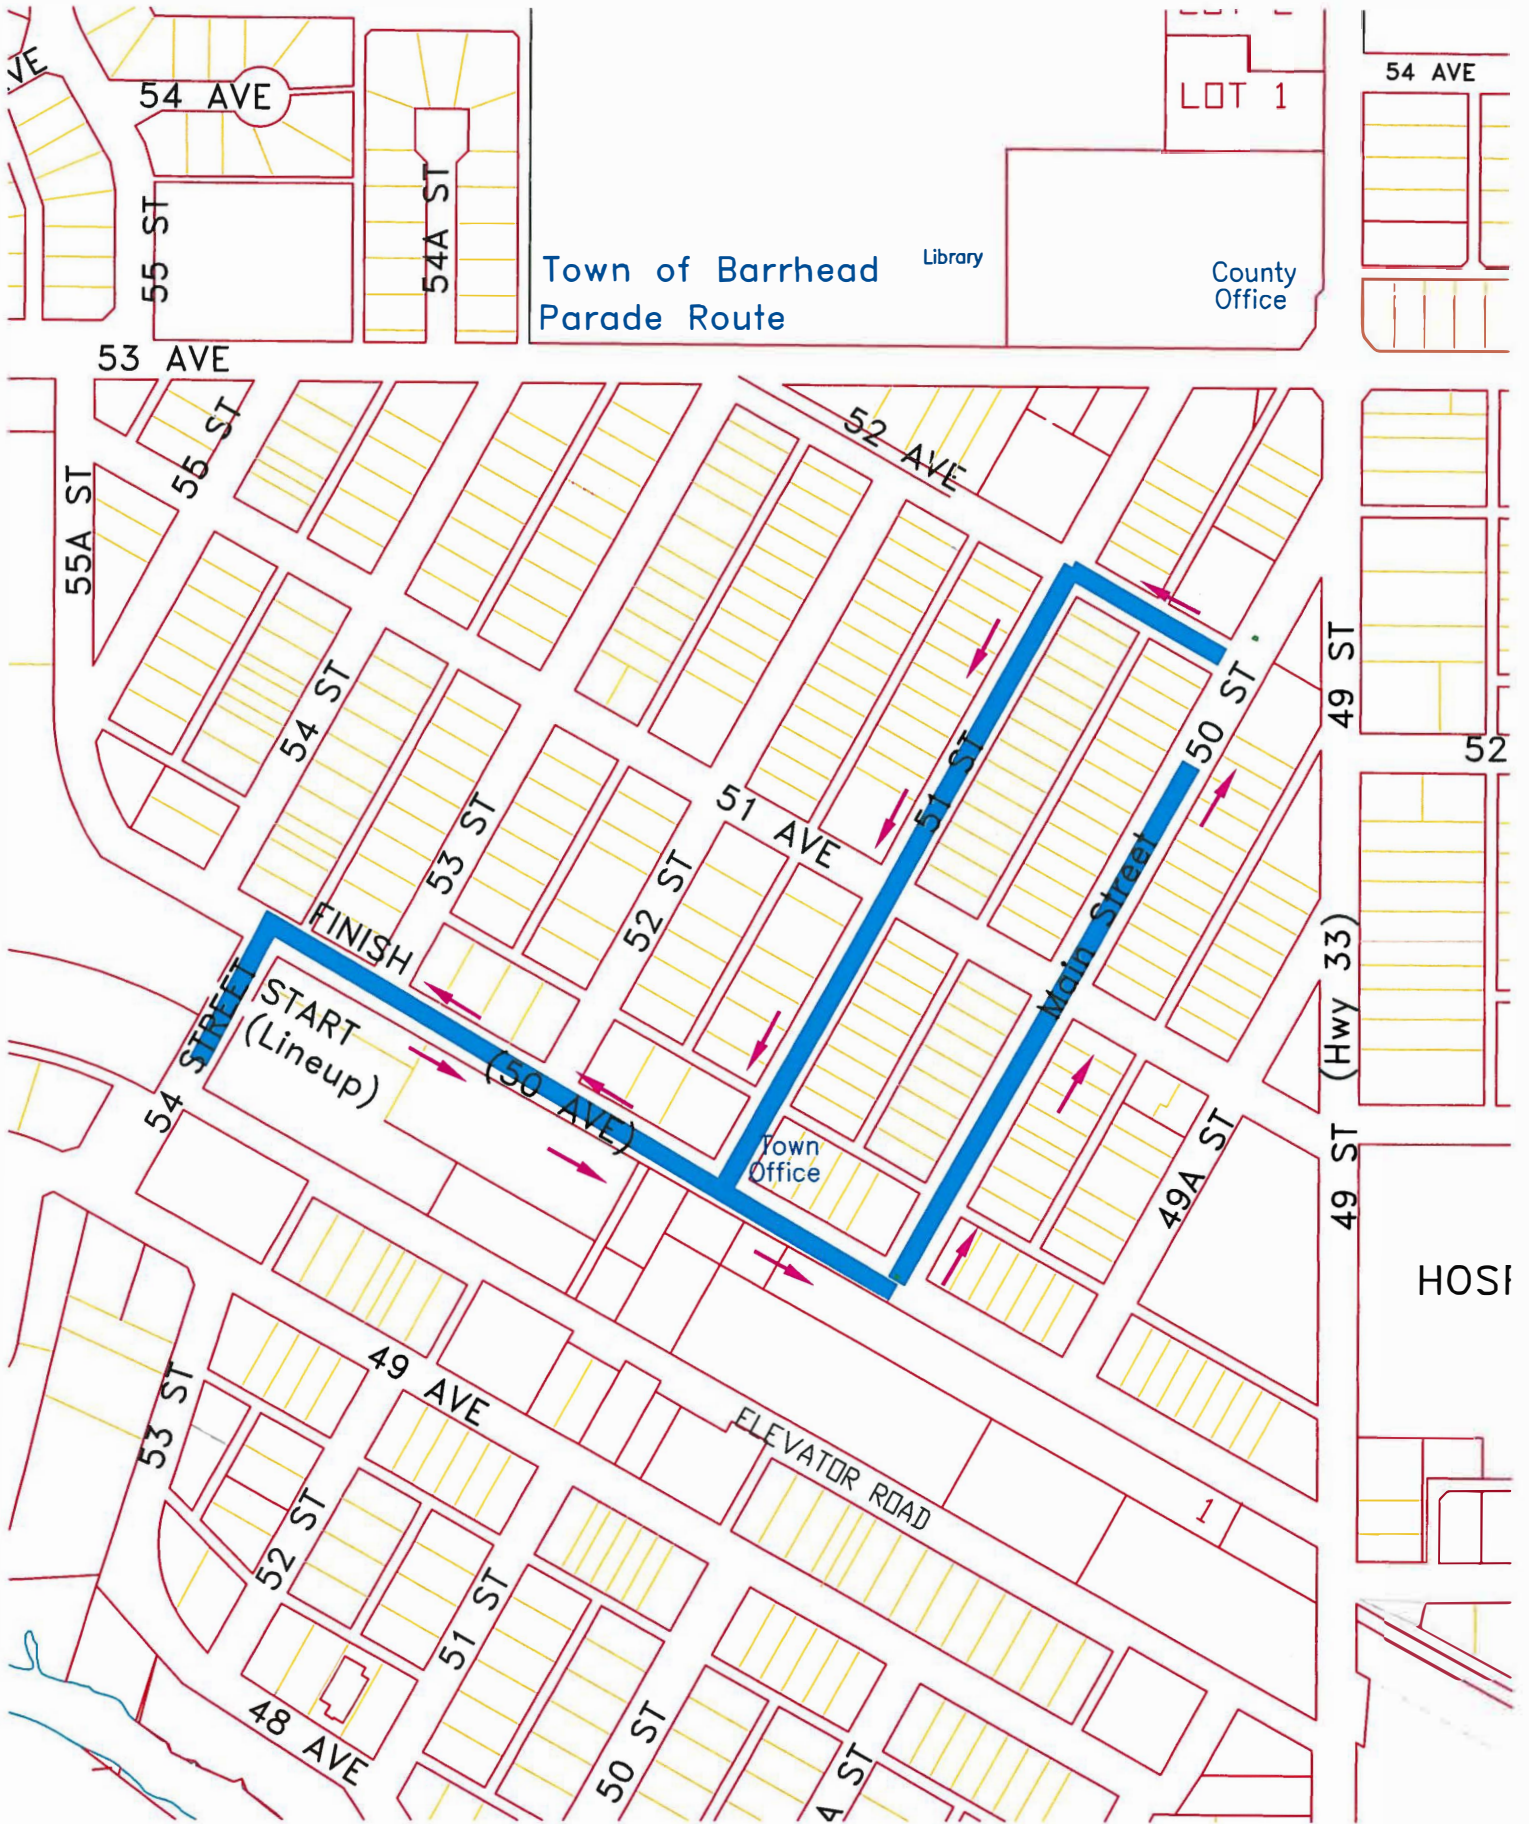 VE
54 AVE
LOT 1
54 AVE
54A ST
55 ST
Town of Barrhead
Parade Route
Library
County
Office
53 AVE
55 ST
52 AVE
55A ST
49 ST
54 ST
50 ST
51 ST
52
53 ST
51 AVE
52 ST
Main Street
FINISH
(Hwy 33)
START
(Lineup)
54 STREET
(50 AVE)
Town
Office
49A ST
49 ST
HOSP
49 AVE
53 ST
ELEVATOR ROAD
1
52 ST
51 ST
48 AVE
50 ST
A ST